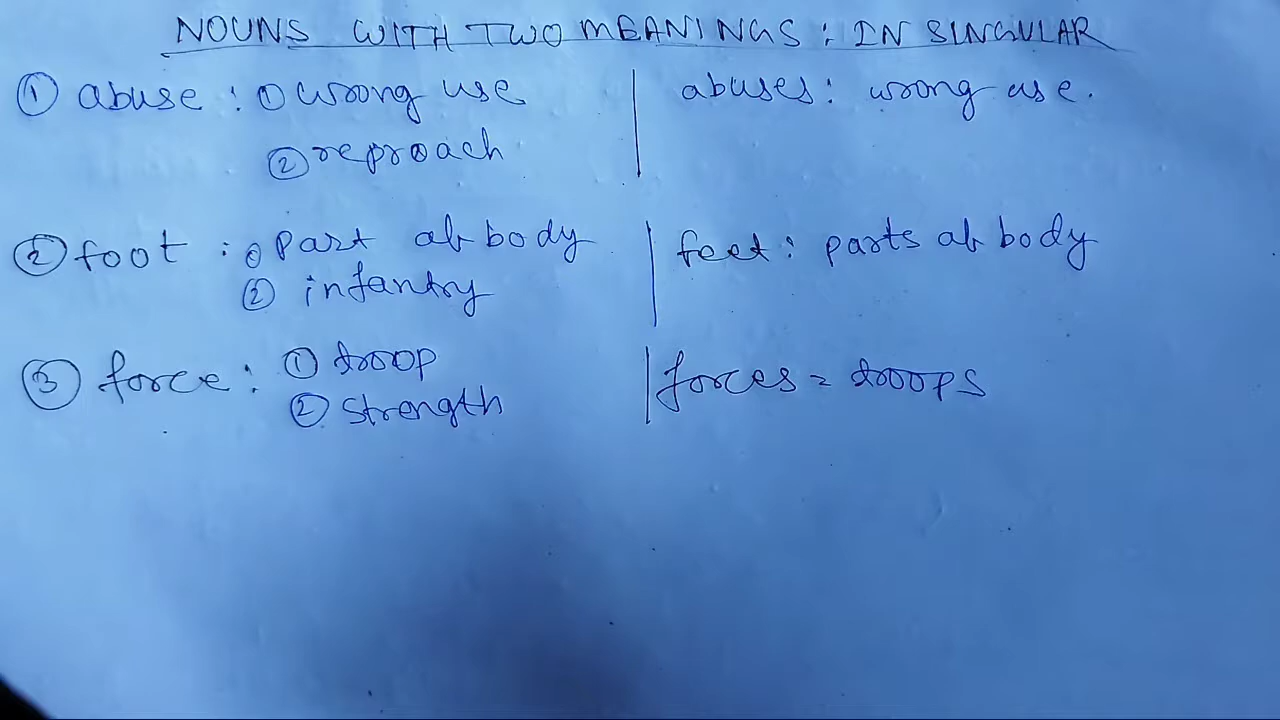 NOUNS WITH TWO MEANINGS : IN SINGULAR
① abuse : ① wrong use | abuses : wrong use.
② reproach
② foot : ① Part of body | feet : parts of body
② infantry
③ force : ① troop | forces = troops
② strength